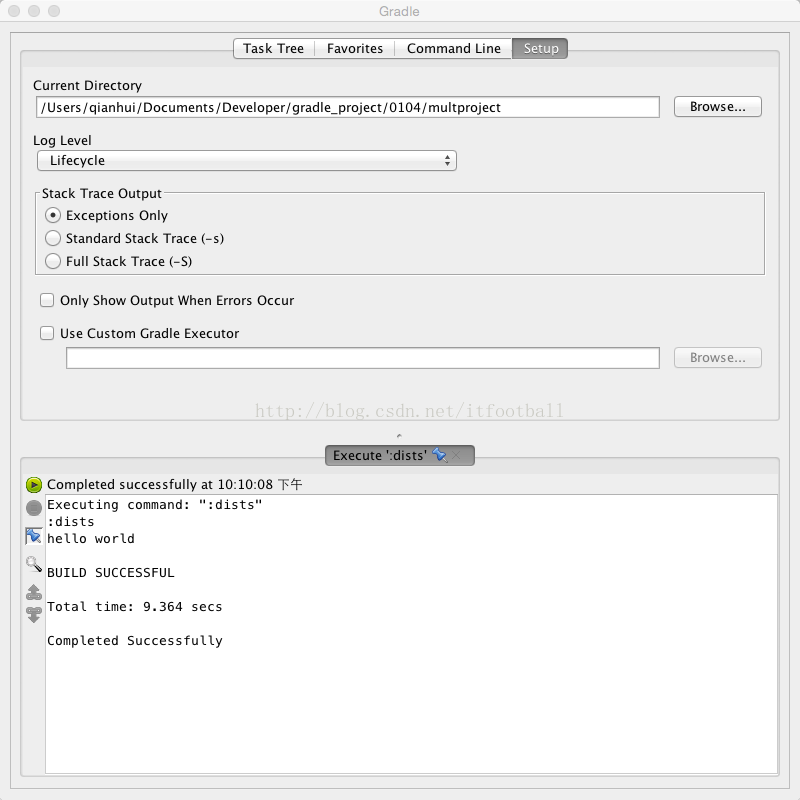 Gradle
Task Tree Favorites Command Line Setup
Current Directory
/Users/qianhui/Documents/Developer/gradle_project/0104/multproject Browse...
Log Level
Lifecycle
Stack Trace Output
Exceptions Only
Standard Stack Trace (-s)
Full Stack Trace (-S)
Only Show Output When Errors Occur
Use Custom Gradle Executor
Browse...
http://blog.csdn.net/itfootball
Execute ':dists'
Completed successfully at 10:10:08 下午
Executing command: ":dists"
:dists
hello world
BUILD SUCCESSFUL
Total time: 9.364 secs
Completed Successfully